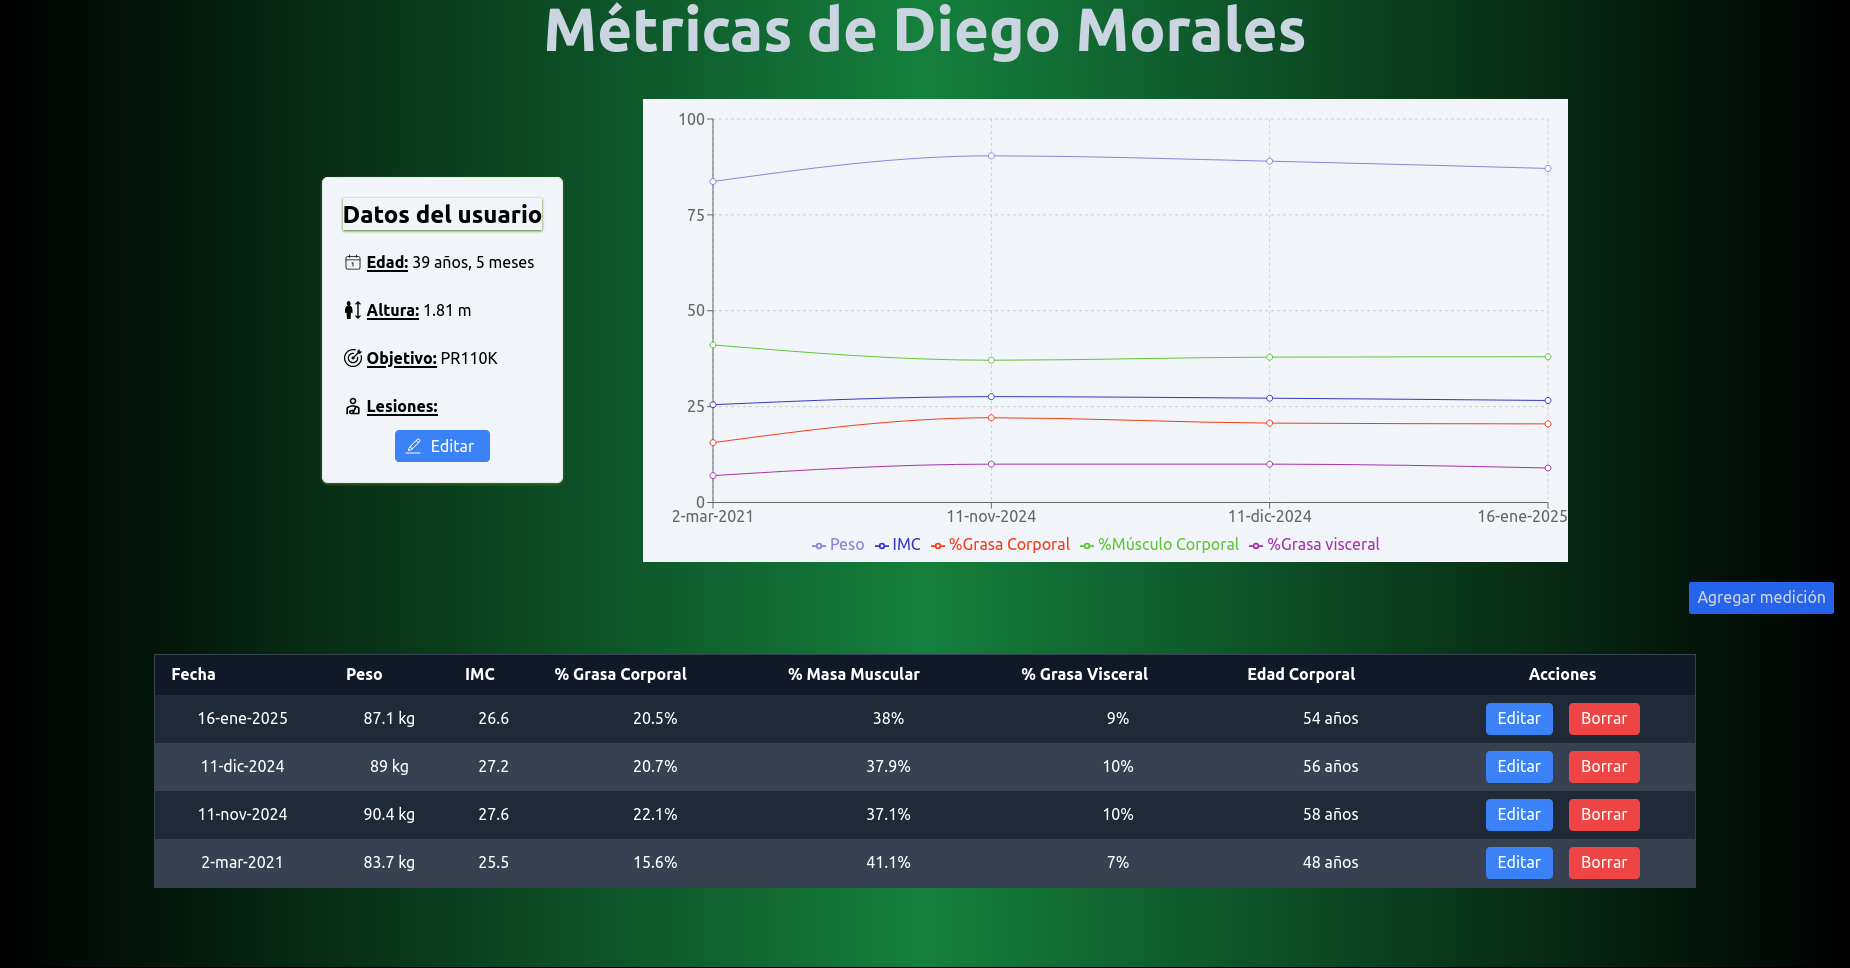 Métricas de Diego Morales
Datos del usuario
Edad: 39 años, 5 meses
Altura: 1.81 m
Objetivo: PR110K
Lesiones:
Editar
100
75
50
25
0
2-mar-2021 11-nov-2024 11-dic-2024 16-ene-2025
Peso IMC %Grasa Corporal %Músculo Corporal %Grasa visceral
Agregar medición
Fecha Peso IMC % Grasa Corporal % Masa Muscular % Grasa Visceral Edad Corporal Acciones
16-ene-2025 87.1 kg 26.6 20.5% 38% 9% 54 años Editar Borrar
11-dic-2024 89 kg 27.2 20.7% 37.9% 10% 56 años Editar Borrar
11-nov-2024 90.4 kg 27.6 22.1% 37.1% 10% 58 años Editar Borrar
2-mar-2021 83.7 kg 25.5 15.6% 41.1% 7% 48 años Editar Borrar